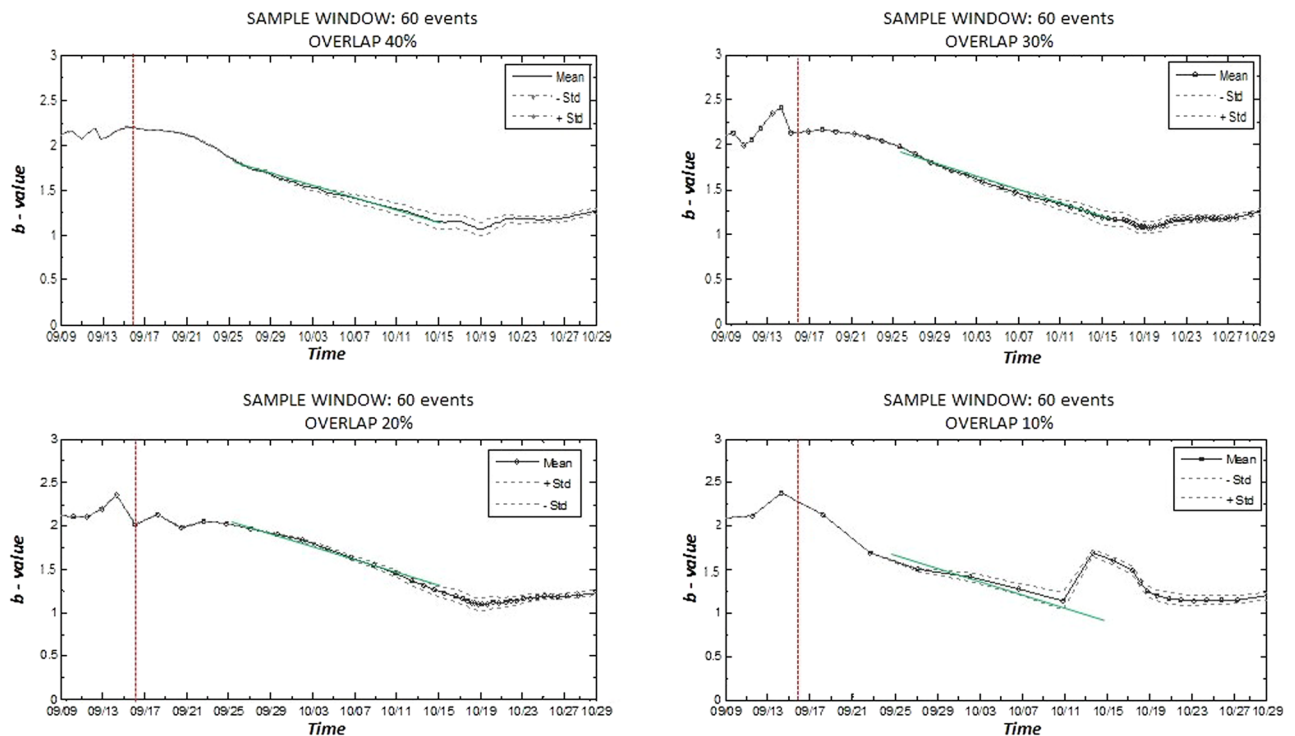 SAMPLE WINDOW: 60 events
OVERLAP 40%
3
2.5
2
1.5
1
0.5
0
b - value
Mean
- Std
+ Std
09/09 09/13 09/17 09/21 09/25 09/29 10/03 10/07 10/11 10/15 10/19 10/23 10/27 10/29
Time
SAMPLE WINDOW: 60 events
OVERLAP 30%
3
2.5
2
1.5
1
0.5
0
b - value
Mean
- Std
+ Std
09/09 09/13 09/17 09/21 09/25 09/29 10/03 10/07 10/11 10/15 10/19 10/23 10/27 10/29
Time
SAMPLE WINDOW: 60 events
OVERLAP 20%
3
2.5
2
1.5
1
0.5
0
b - value
Mean
+ Std
- Std
09/09 09/13 09/17 09/21 09/25 09/29 10/03 10/07 10/11 10/15 10/19 10/23 10/27 10/29
Time
SAMPLE WINDOW: 60 events
OVERLAP 10%
3
2.5
2
1.5
1
0.5
0
b - value
Mean
- Std
+ Std
09/09 09/13 09/17 09/21 09/25 09/29 10/03 10/07 10/11 10/15 10/19 10/23 10/27 10/29
Time